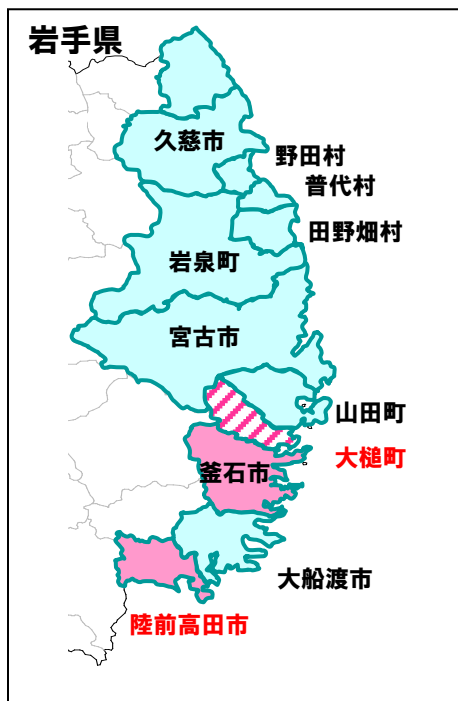 岩手県
久慈市
野田村
普代村
田野畑村
岩泉町
宮古市
山田町
大槌町
釜石市
大船渡市
陸前高田市